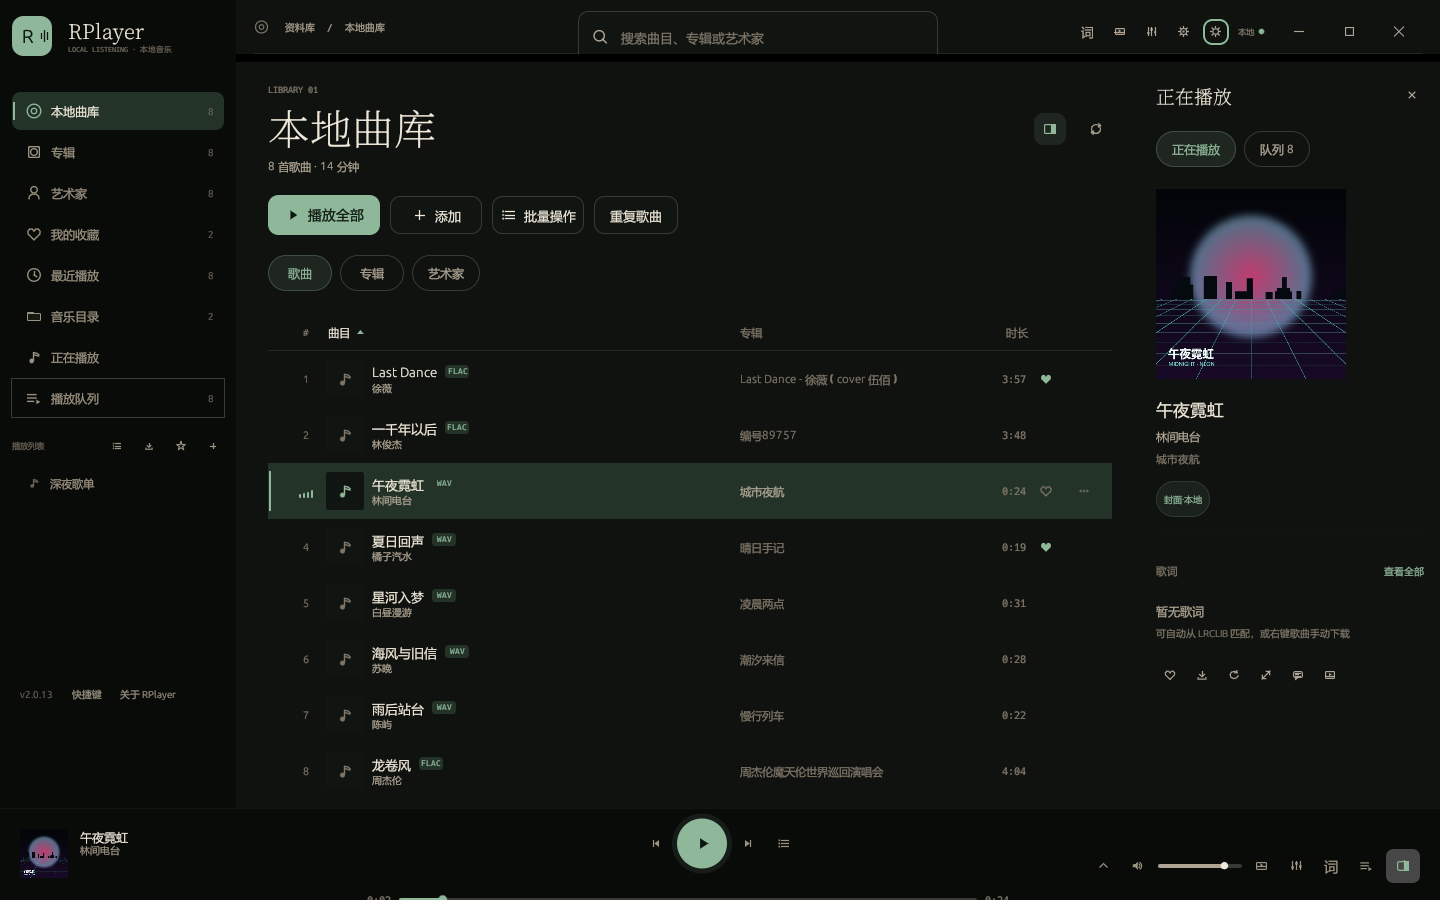 RPlayer
LOCAL LISTENING · 本地音乐
资料库 / 本地曲库
搜索曲目、专辑或艺术家
词
本地
本地曲库 8
专辑 8
艺术家 8
我的收藏 2
最近播放 8
音乐目录 2
正在播放
播放队列 8
播放列表
深夜歌单
v2.0.13 快捷键 关于 RPlayer
LIBRARY 01
本地曲库
8 首歌曲 · 14 分钟
播放全部 添加 批量操作 重复歌曲
歌曲 专辑 艺术家
# 曲目 专辑 时长
1 Last Dance FLAC Last Dance - 徐薇 ( cover 伍佰 ) 3:57
徐薇
2 一千年以后 FLAC 编号89757 3:48
林俊杰
午夜霓虹 WAV 城市夜航 0:24
林间电台
4 夏日回声 WAV 晴日手记 0:19
橘子汽水
5 星河入梦 WAV 凌晨两点 0:31
白昼漫游
6 海风与旧信 WAV 潮汐来信 0:28
苏晚
7 雨后站台 WAV 慢行列车 0:22
陈屿
8 龙卷风 FLAC 周杰伦魔天伦世界巡回演唱会 4:04
周杰伦
正在播放
正在播放 队列 8
午夜霓虹
MIDNIGHT · NEON
午夜霓虹
林间电台
城市夜航
封面·本地
歌词 查看全部
暂无歌词
可自动从 LRCLIB 匹配，或右键歌曲手动下载
午夜霓虹
林间电台
词
0:02 0:24